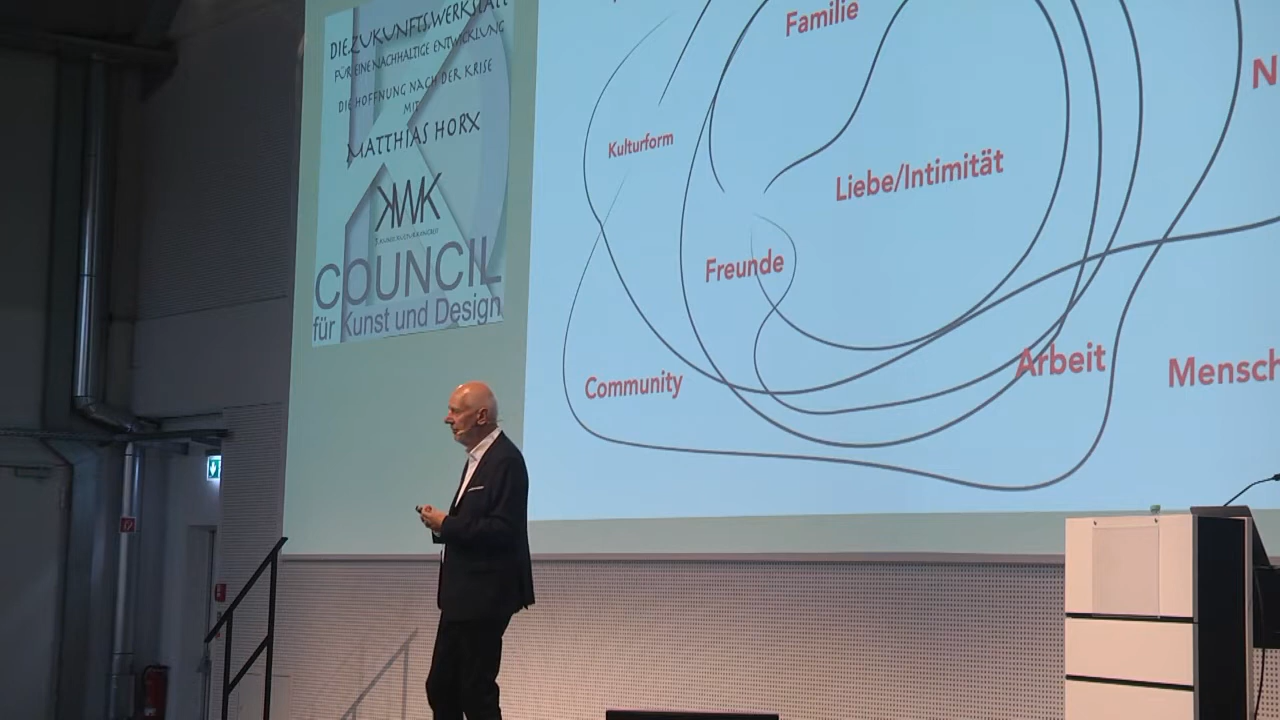 DIE ZUKUNFTSWERKSTATT
FÜR EINE NACHHALTIGE ENTWICKLUNG
DIE HOFFNUNG NACH DER KRISE
MIT
MATTHIAS HORX
KWK
COUNCIL
für Kunst und Design
Familie
N
Kulturform
Liebe/Intimität
Freunde
Community
Arbeit
Mensch